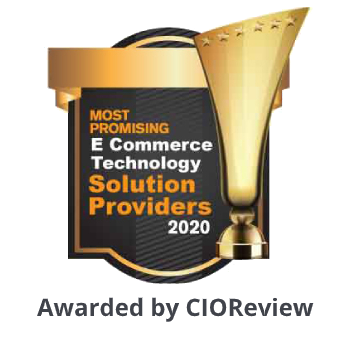 MOST
PROMISING
E Commerce
Technology
Solution
Providers
2020
Awarded by CIOReview